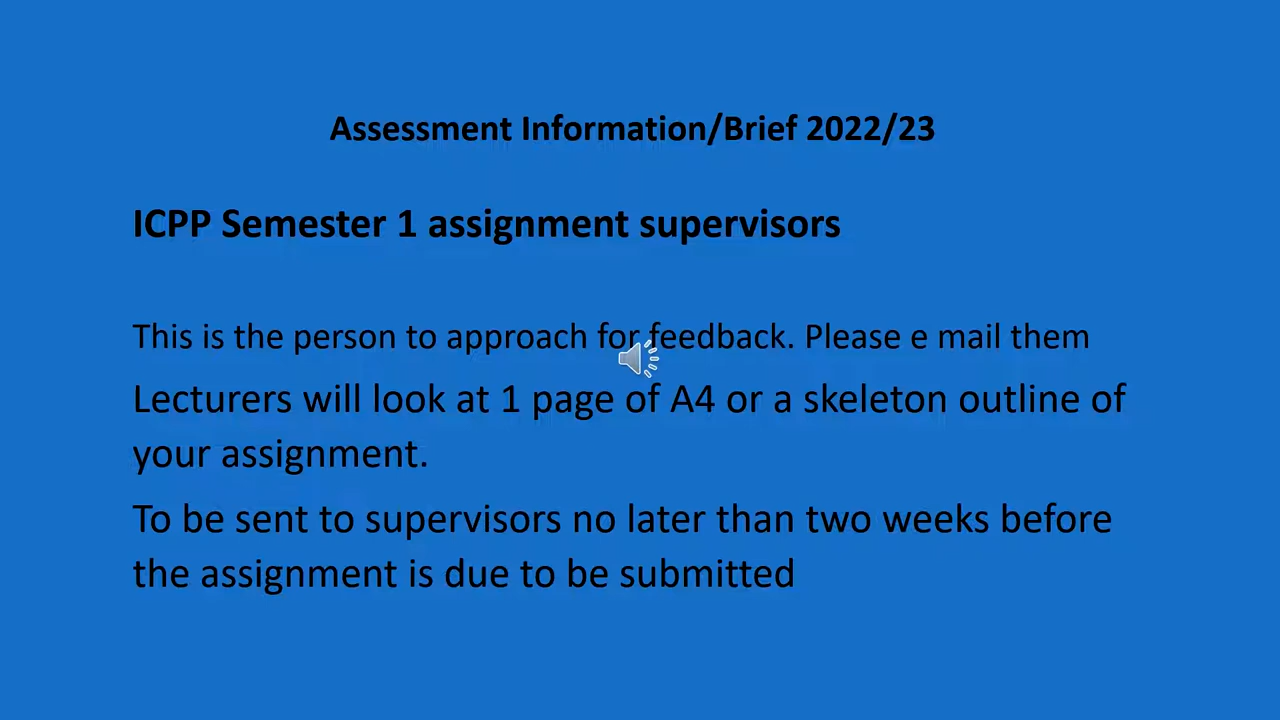 Assessment Information/Brief 2022/23
ICPP Semester 1 assignment supervisors
This is the person to approach for feedback. Please e mail them
Lecturers will look at 1 page of A4 or a skeleton outline of
your assignment.
To be sent to supervisors no later than two weeks before
the assignment is due to be submitted